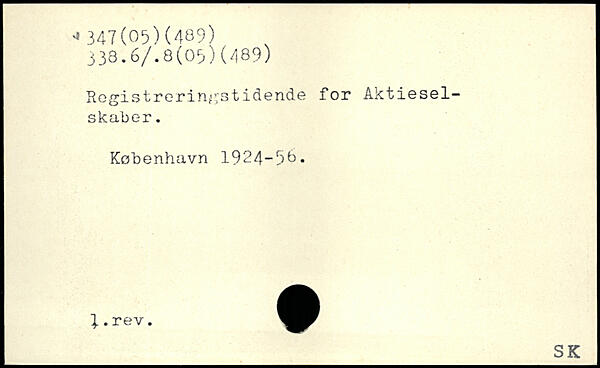 347(05)(489)
338.6/.8(05)(489)
Registreringstidende for Aktiesel-
skaber.
København 1924-56.
1.rev.
SK